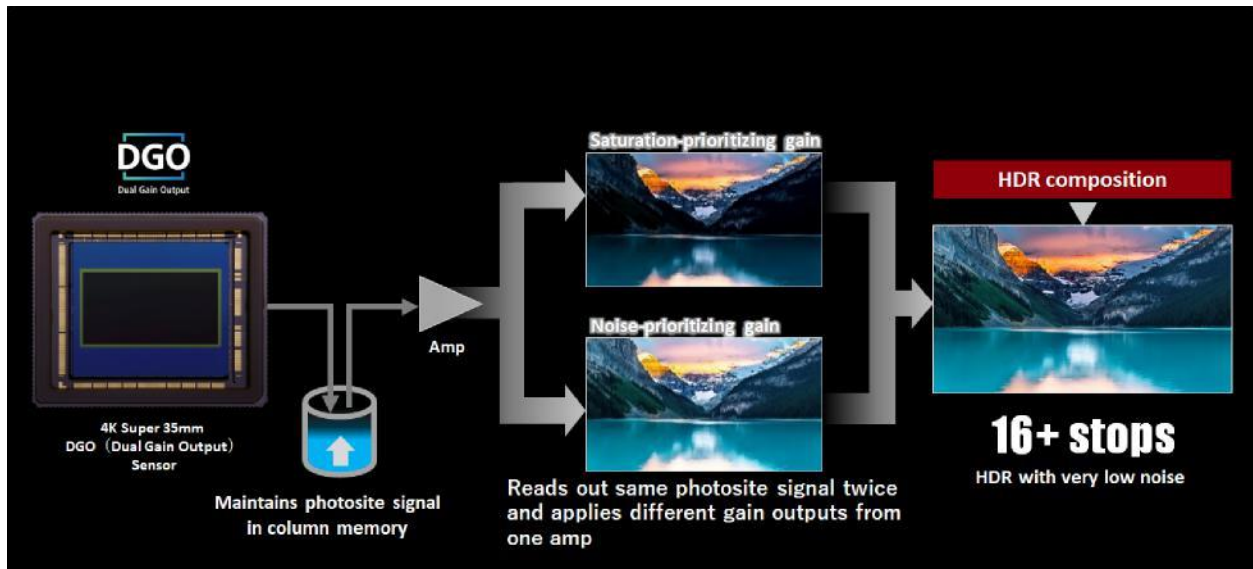 DGO
Dual Gain Output
4K Super 35mm
DGO（Dual Gain Output）
Sensor
Maintains photosite signal
in column memory
Amp
Saturation-prioritizing gain
Noise-prioritizing gain
Reads out same photosite signal twice
and applies different gain outputs from
one amp
HDR composition
16+ stops
HDR with very low noise